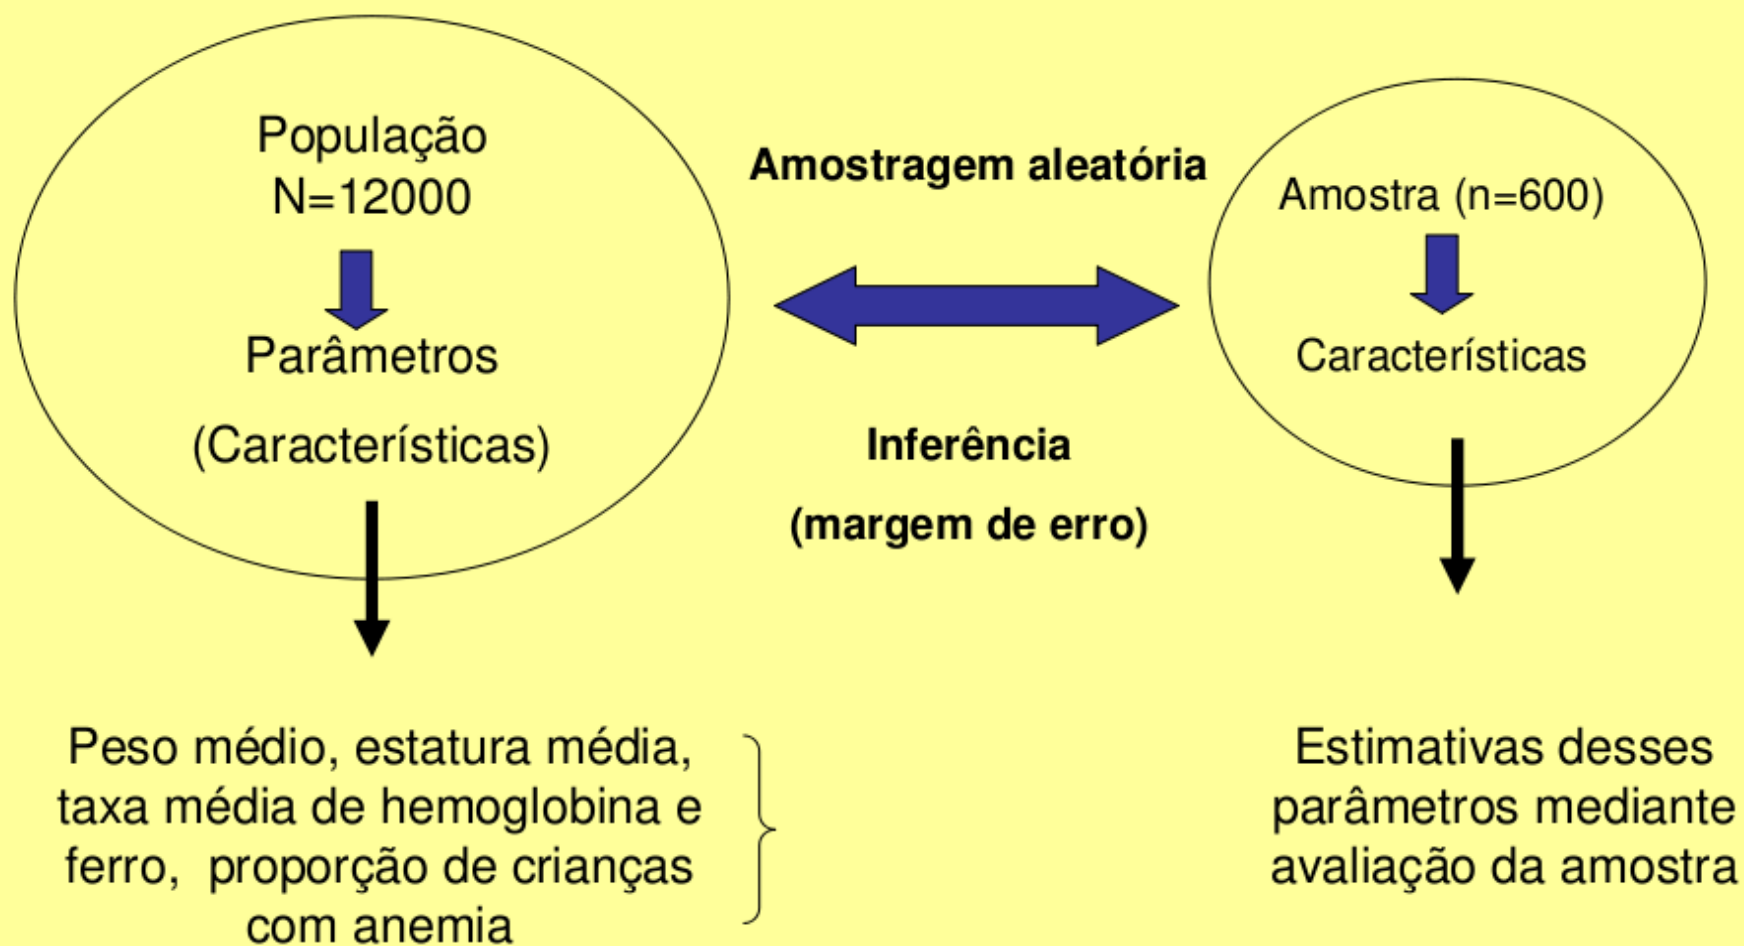 População
N=12000
Parâmetros
(Características)
Amostragem aleatória
Inferência
(margem de erro)
Amostra (n=600)
Características
Peso médio, estatura média,
taxa média de hemoglobina e
ferro,  proporção de crianças
com anemia
Estimativas desses
parâmetros mediante
avaliação da amostra